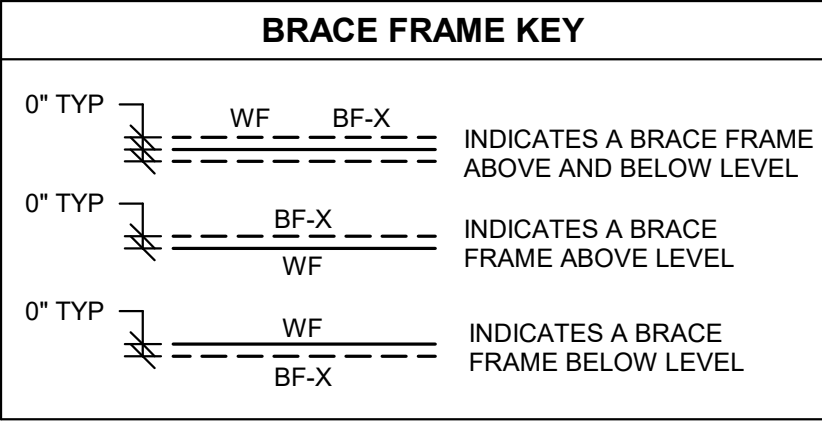 BRACE FRAME KEY
0" TYP
WF BF-X
INDICATES A BRACE FRAME
ABOVE AND BELOW LEVEL
0" TYP
BF-X
WF
INDICATES A BRACE
FRAME ABOVE LEVEL
0" TYP
WF
BF-X
INDICATES A BRACE
FRAME BELOW LEVEL